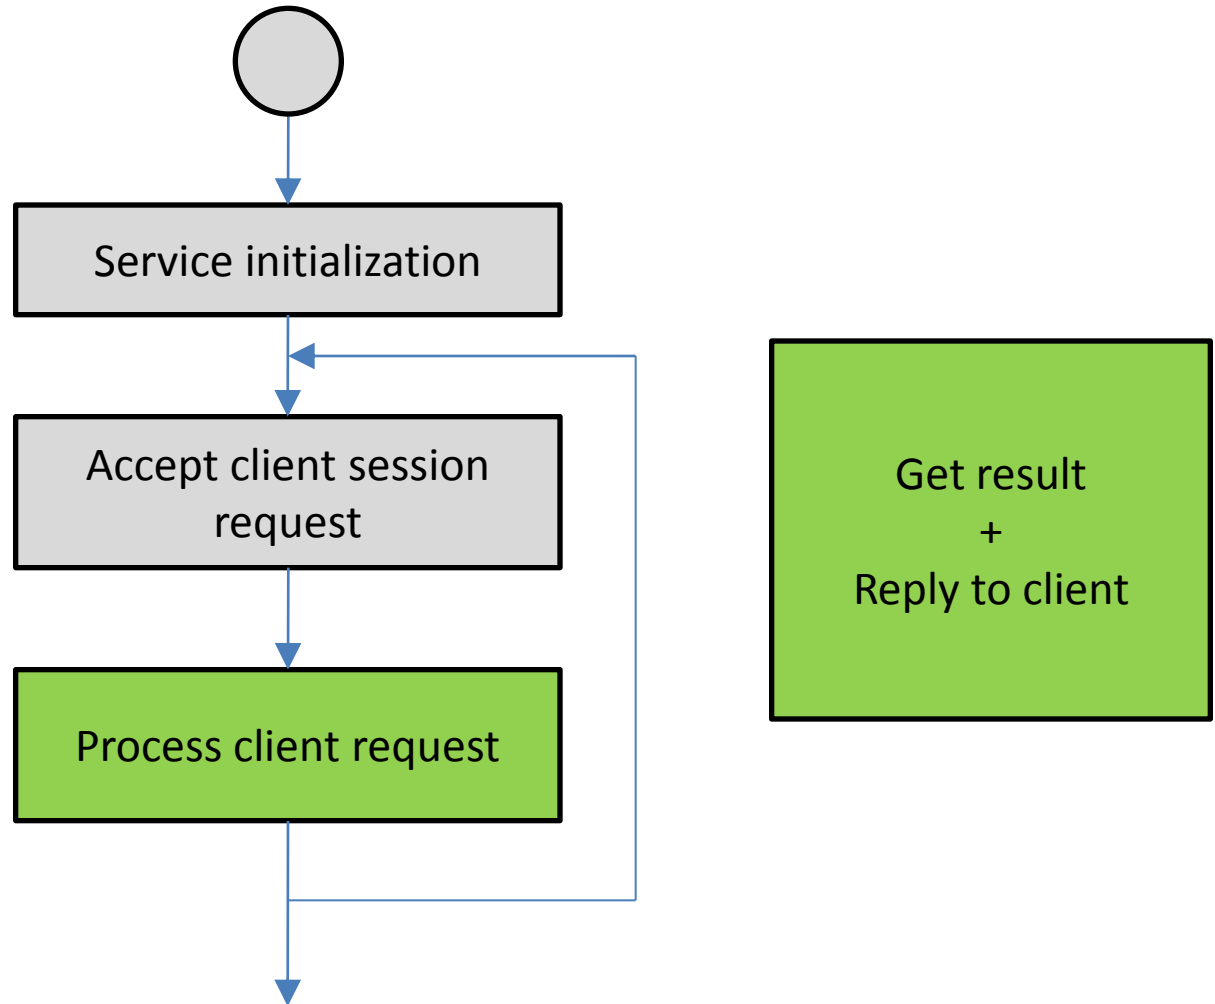 Service initialization
Accept client session
request
Process client request
Get result
+
Reply to client